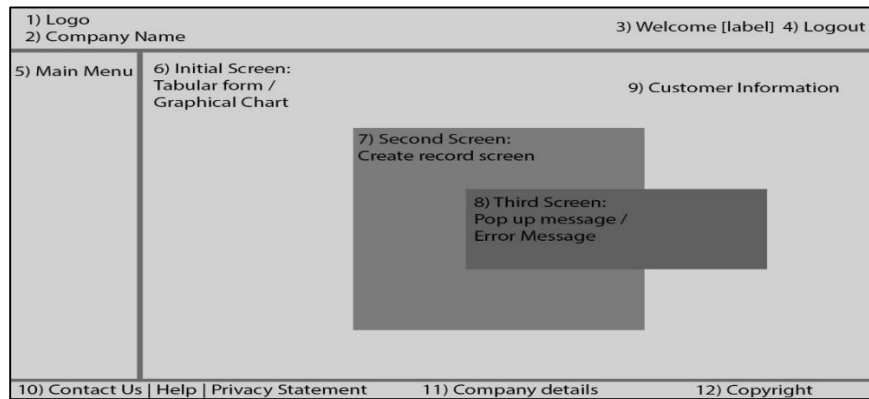 1) Logo
2) Company Name
3) Welcome [label] 4) Logout
5) Main Menu
6) Initial Screen:
Tabular form /
Graphical Chart
9) Customer Information
7) Second Screen:
Create record screen
8) Third Screen:
Pop up message /
Error Message
10) Contact Us | Help | Privacy Statement
11) Company details
12) Copyright